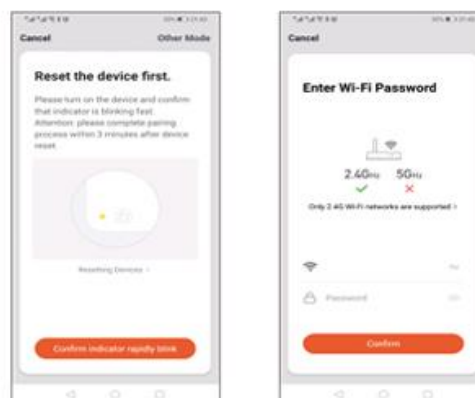 Cancel Other Mode
Reset the device first.
Please turn on the device and confirm
that indicator is blinking fast.
Attention: please complete pairing
process within 3 minutes after device
reset.
Resetting Devices >
Confirm indicator rapidly blink
Cancel
Enter Wi-Fi Password
2.4GHz 5GHz
Only 2.4G Wi-Fi networks are supported >
Password
Confirm